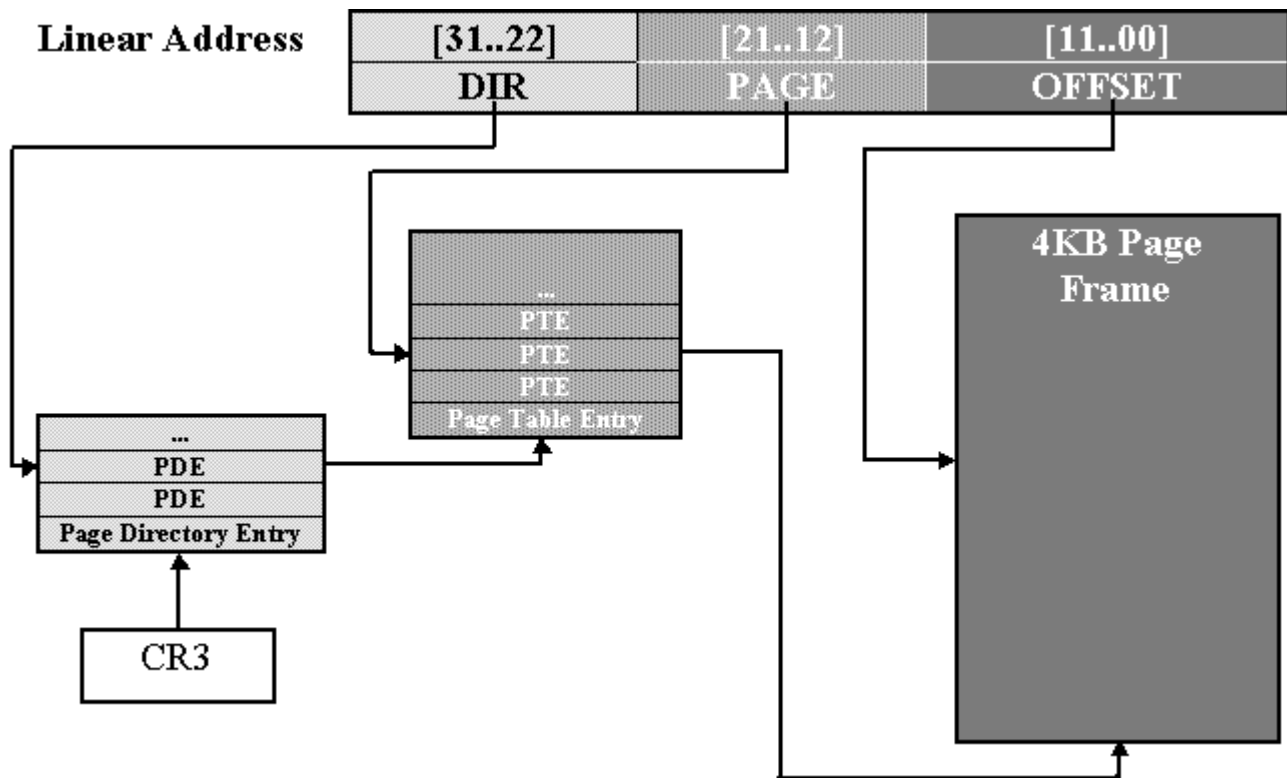 Linear Address
[31..22] [21..12] [11..00]
DIR PAGE OFFSET
4KB Page
Frame
...
PTE
PTE
PTE
Page Table Entry
...
PDE
PDE
Page Directory Entry
CR3